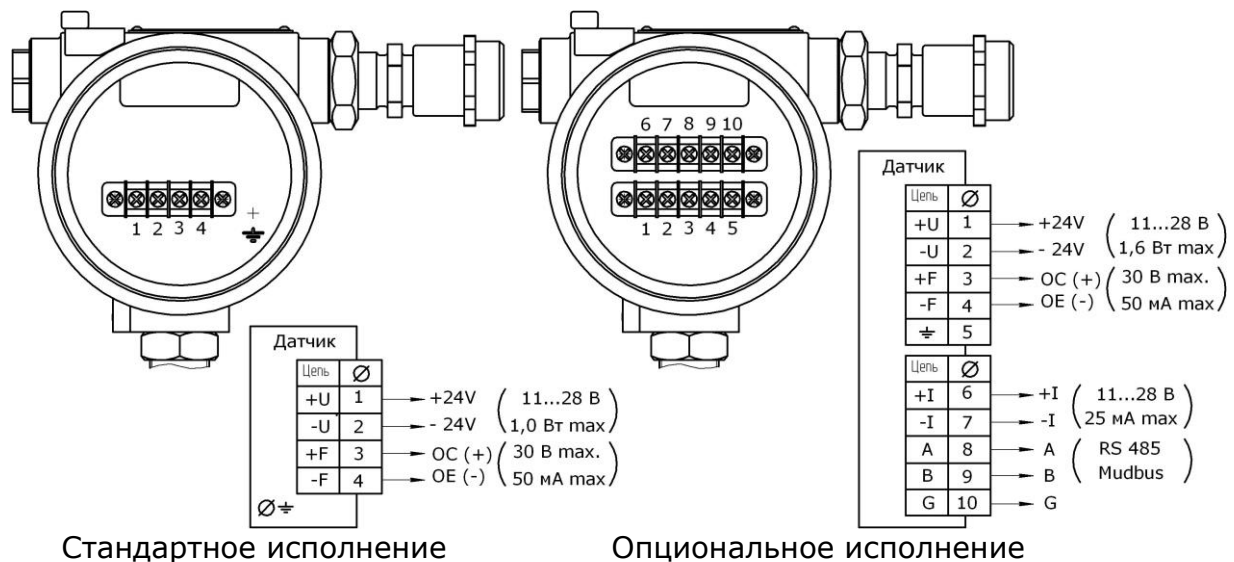 1 2 3 4
Датчик
Цепь Ø
+U 1 +24V (11...28 В
-U 2 - 24V 1,0 Вт max)
+F 3 OC (+) (30 В max.
-F 4 OE (-) 50 мА max)
Ø
Стандартное исполнение
6 7 8 9 10
1 2 3 4 5
Датчик
Цепь Ø
+U 1 +24V (11...28 В
-U 2 - 24V 1,6 Вт max)
+F 3 OC (+) (30 В max.
-F 4 OE (-) 50 мА max)
5
Цепь Ø
+I 6 +I (11...28 В
-I 7 -I 25 мА max)
A 8 A (RS 485
B 9 B Mudbus)
G 10 G
Опциональное исполнение